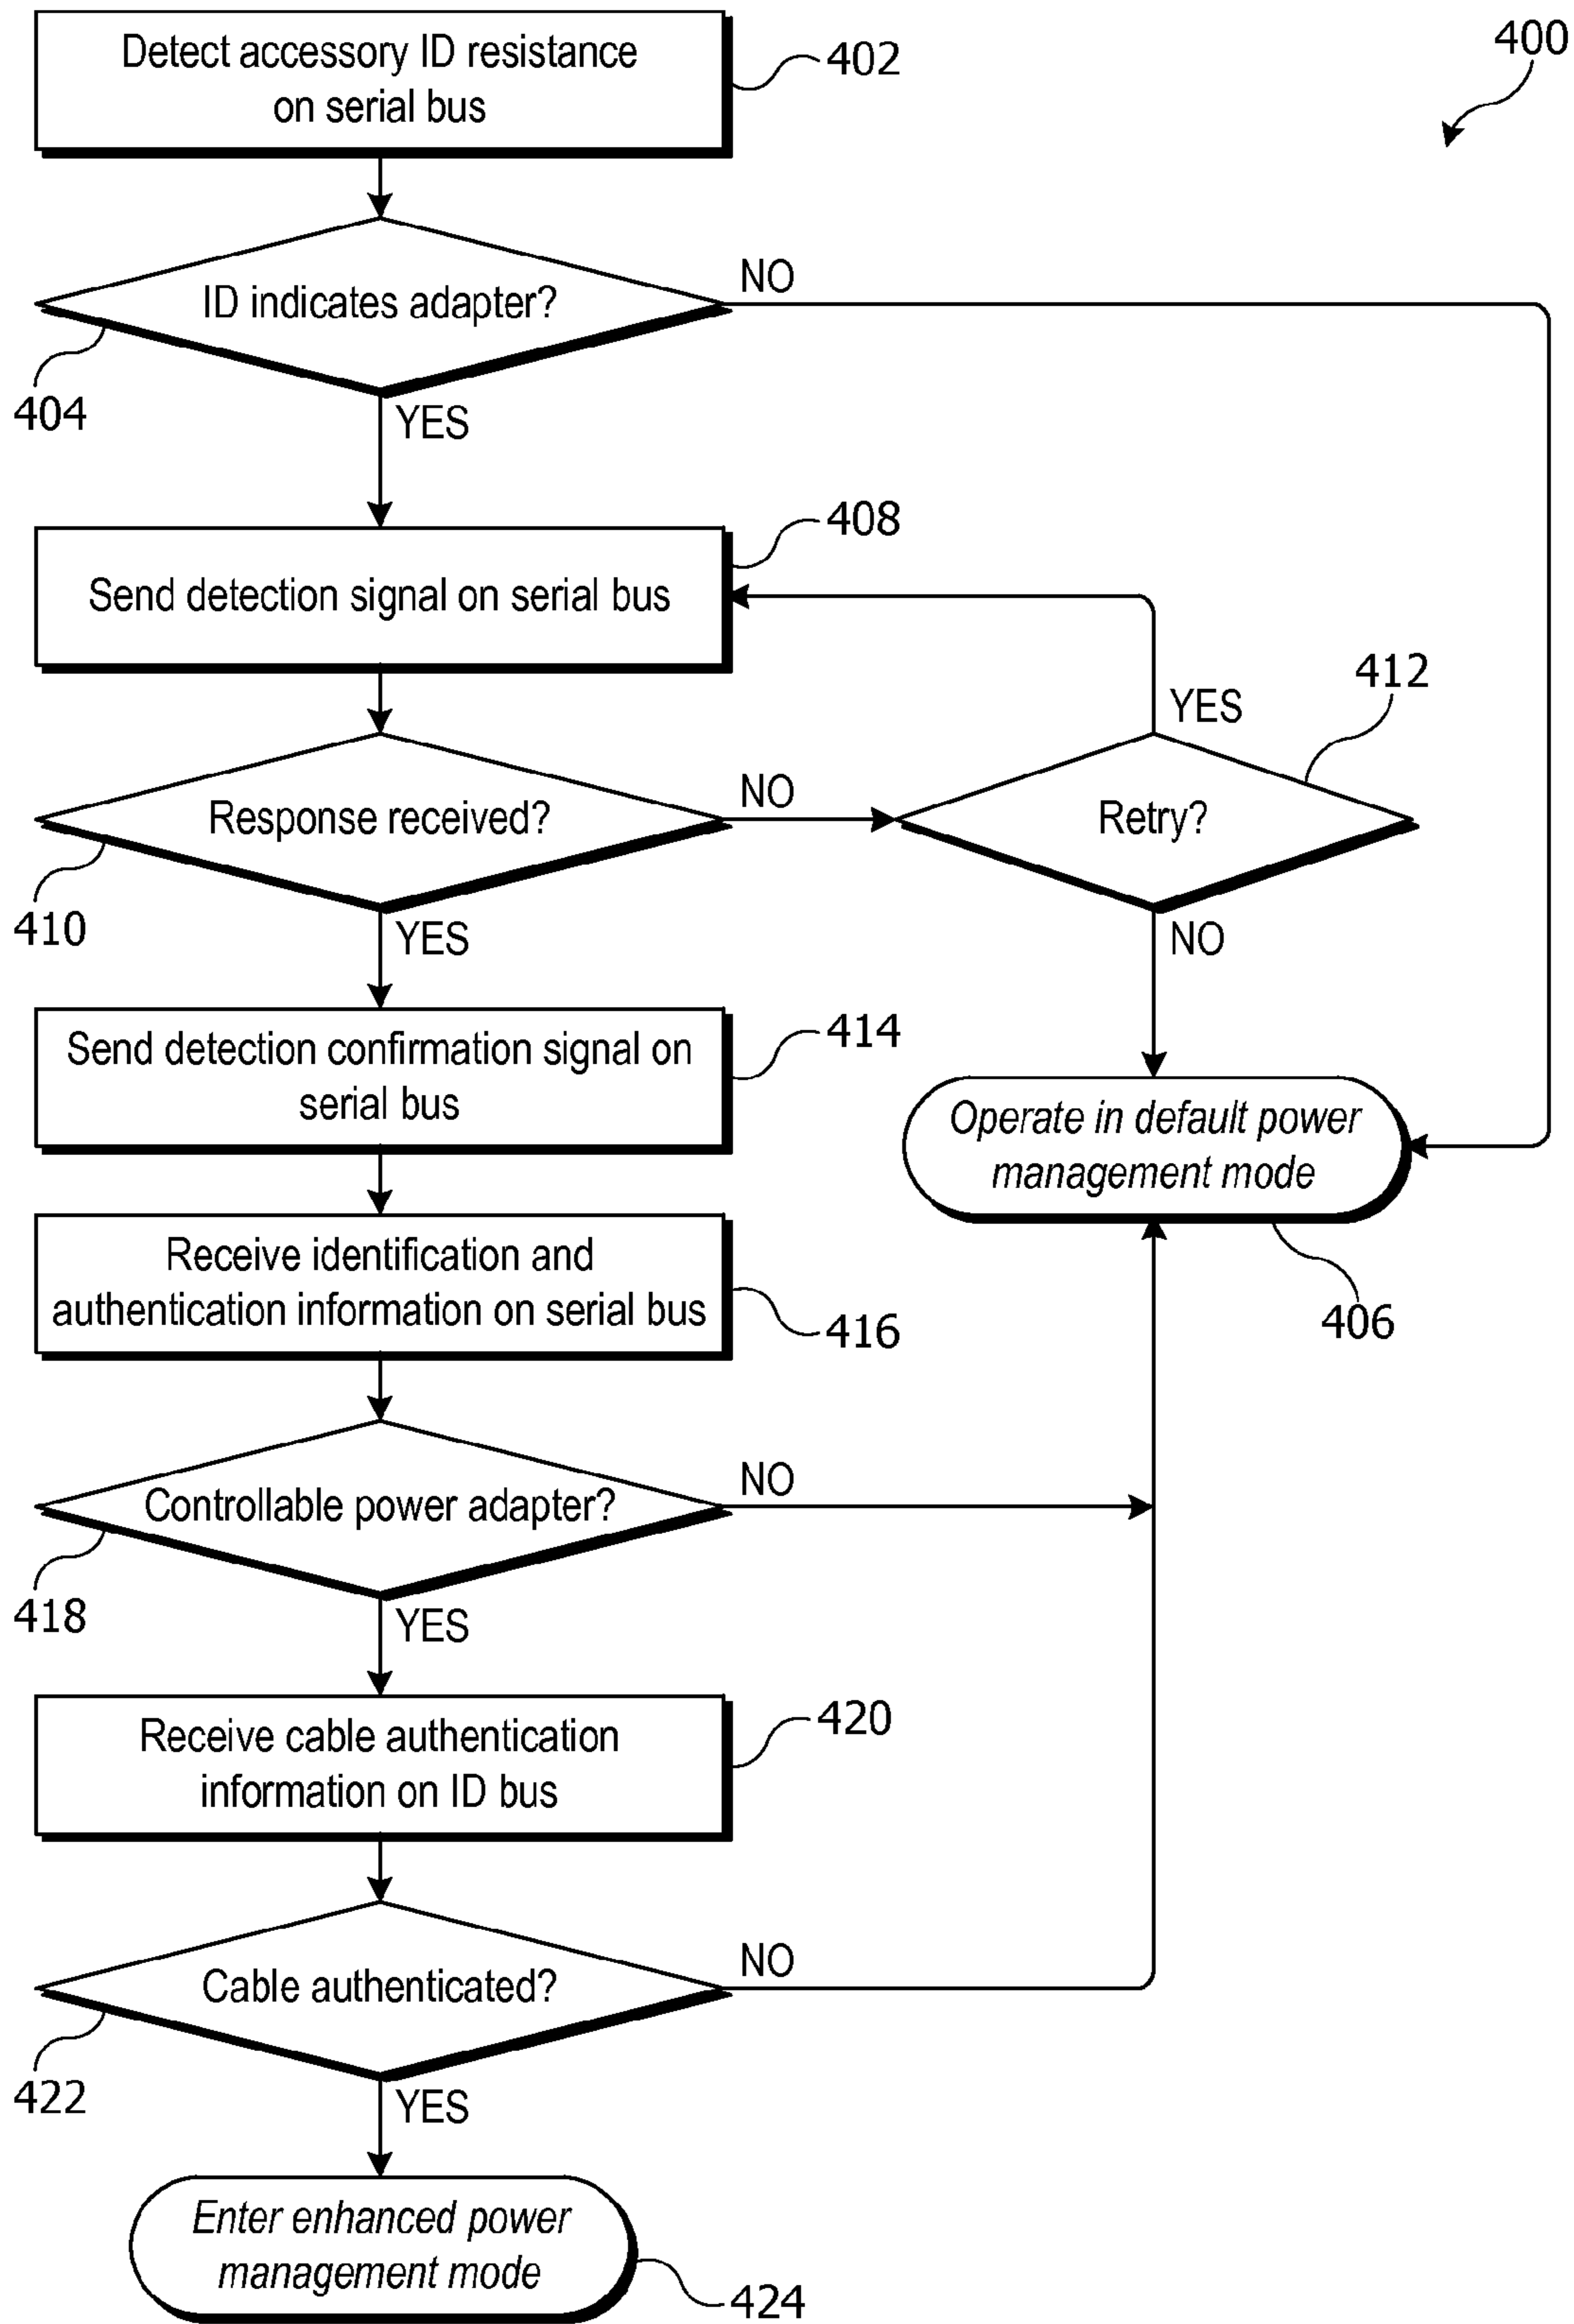 400
Detect accessory ID resistance
on serial bus
402
ID indicates adapter?
NO
404
YES
408
Send detection signal on serial bus
412
YES
Response received?
NO
Retry?
410
YES
NO
Send detection confirmation signal on
serial bus
414
Operate in default power
management mode
406
Receive identification and
authentication information on serial bus
416
Controllable power adapter?
NO
418
YES
Receive cable authentication
information on ID bus
420
Cable authenticated?
NO
422
YES
Enter enhanced power
management mode
424